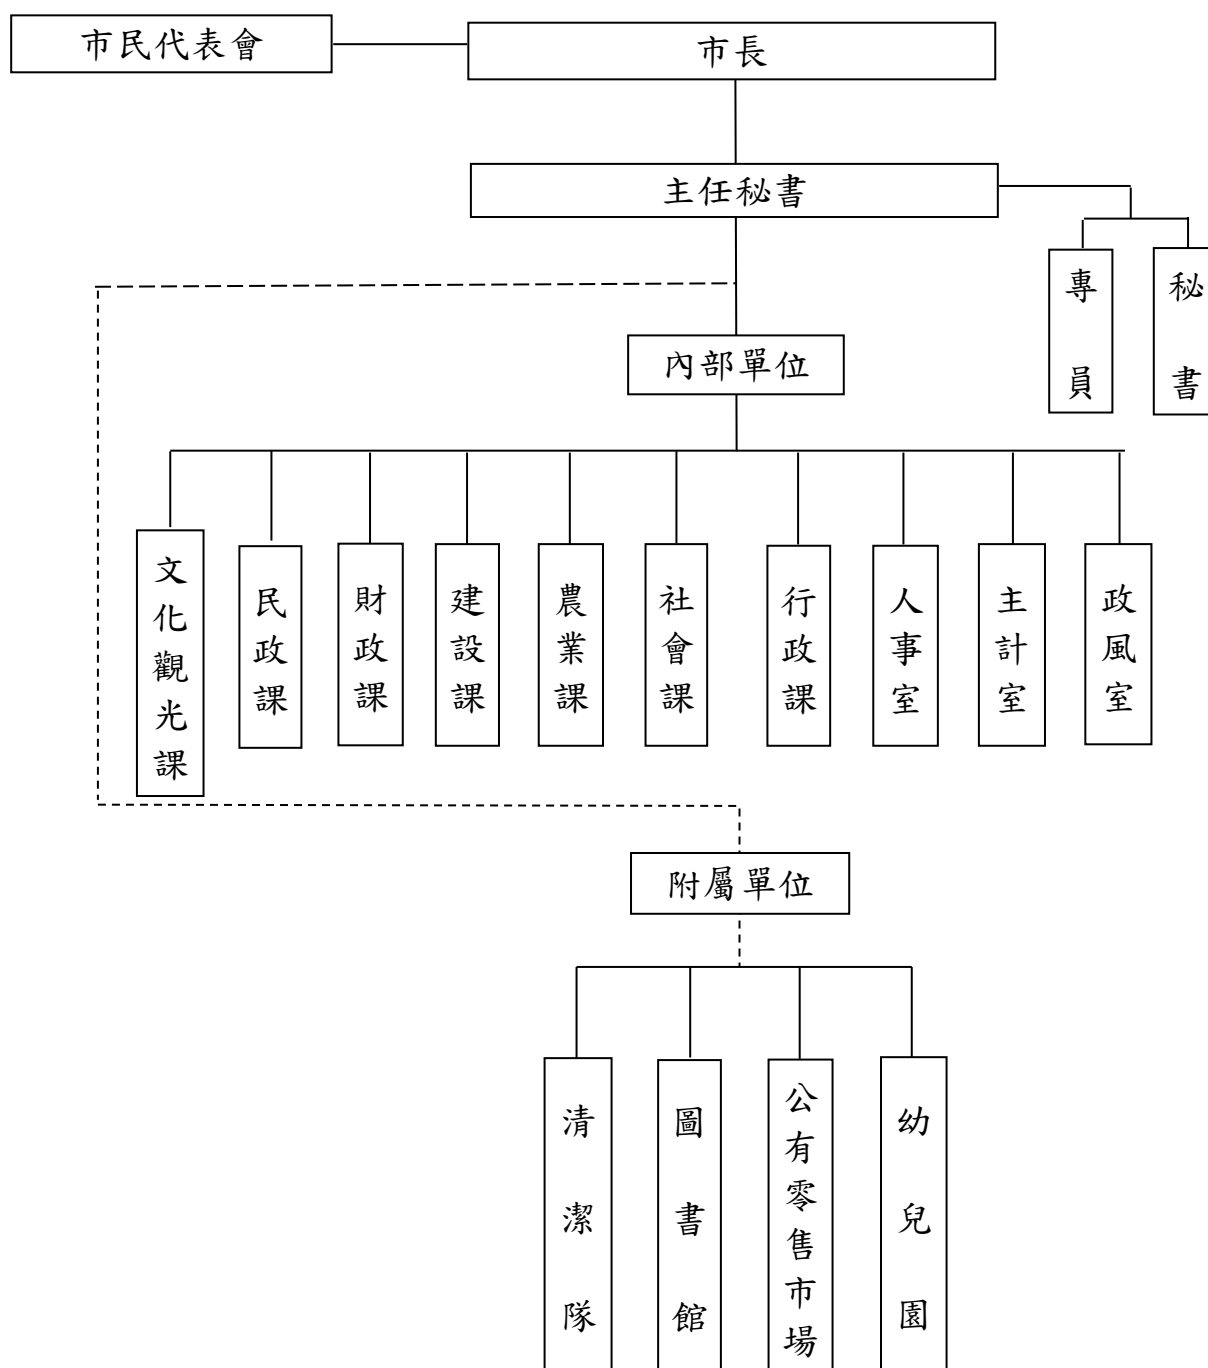 市民代表會
市長
主任秘書
專員
秘書
內部單位
文化觀光課
民政課
財政課
建設課
農業課
社會課
行政課
人事室
主計室
政風室
附屬單位
清潔隊
圖書館
公有零售市場
幼兒園